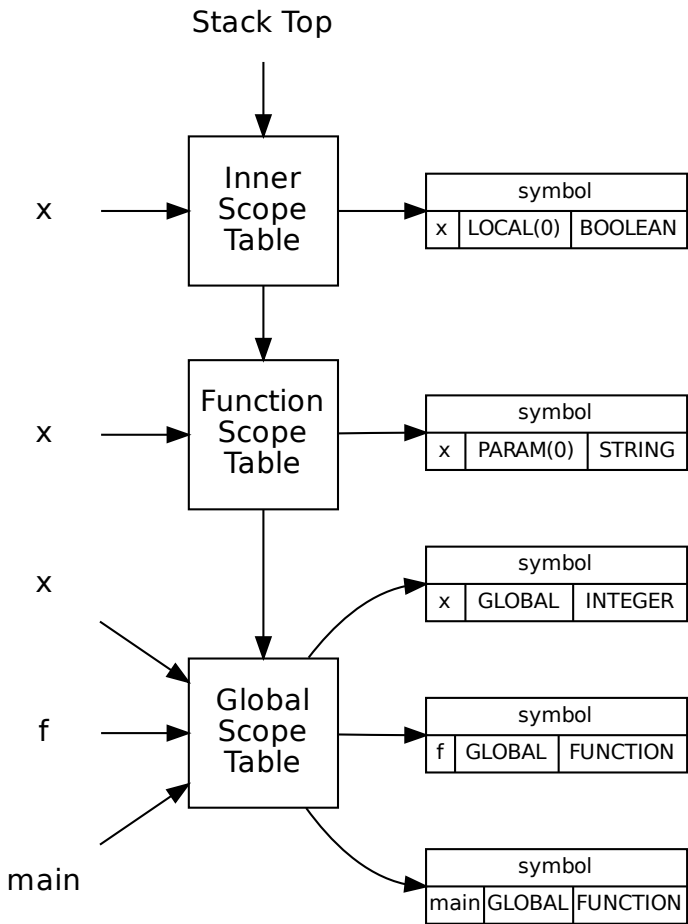 Stack Top
x
Inner
Scope
Table
symbol
x LOCAL(0) BOOLEAN
x
Function
Scope
Table
symbol
x PARAM(0) STRING
x
symbol
x GLOBAL INTEGER
f
Global
Scope
Table
symbol
f GLOBAL FUNCTION
main
symbol
main GLOBAL FUNCTION